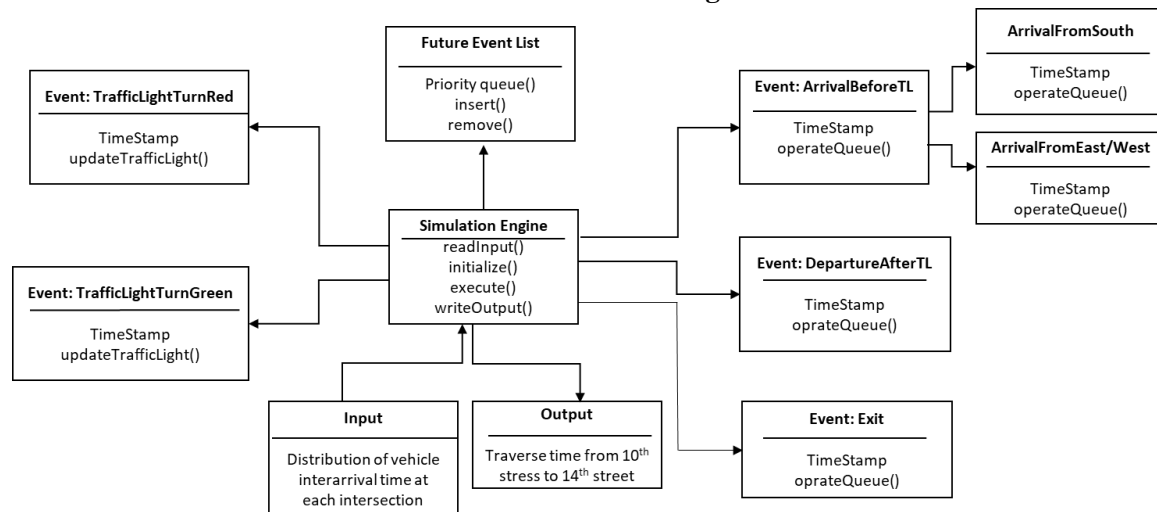 Future Event List
Priority queue()
insert()
remove()
Event: TrafficLightTurnRed
TimeStamp
updateTrafficLight()
Event: ArrivalBeforeTL
TimeStamp
operateQueue()
ArrivalFromSouth
TimeStamp
operateQueue()
ArrivalFromEast/West
TimeStamp
operateQueue()
Simulation Engine
readInput()
initialize()
execute()
writeOutput()
Event: TrafficLightTurnGreen
TimeStamp
updateTrafficLight()
Event: DepartureAfterTL
TimeStamp
oprateQueue()
Input
Distribution of vehicle
interarrival time at
each intersection
Output
Traverse time from 10th
stress to 14th street
Event: Exit
TimeStamp
oprateQueue()